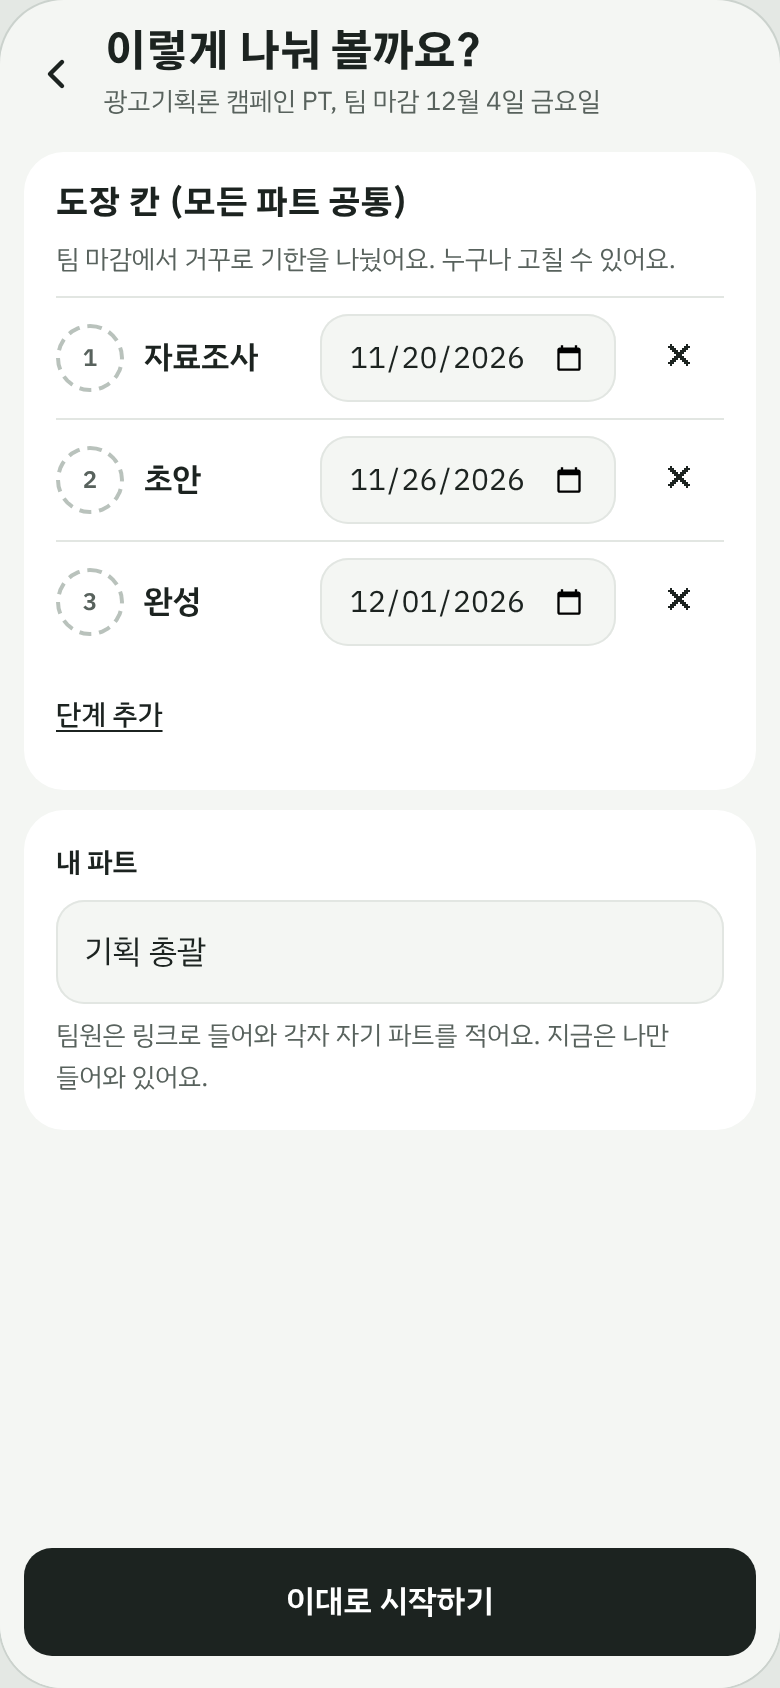 이렇게 나눠 볼까요?
광고기획론 캠페인 PT, 팀 마감 12월 4일 금요일
도장 칸 (모든 파트 공통)
팀 마감에서 거꾸로 기한을 나눴어요. 누구나 고칠 수 있어요.
1 자료조사 11/20/2026
2 초안 11/26/2026
3 완성 12/01/2026
단계 추가
내 파트
기획 총괄
팀원은 링크로 들어와 각자 자기 파트를 적어요. 지금은 나만
들어와 있어요.
이대로 시작하기